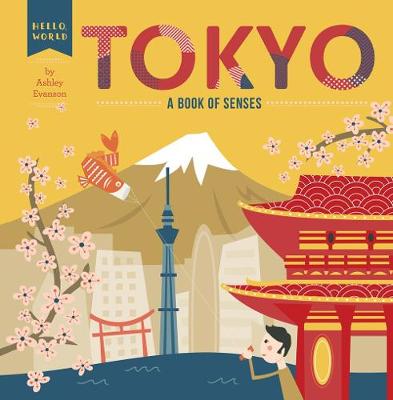 HELLO,
WORLD
by
Ashley
Evanson
TOKYO
A BOOK OF SENSES